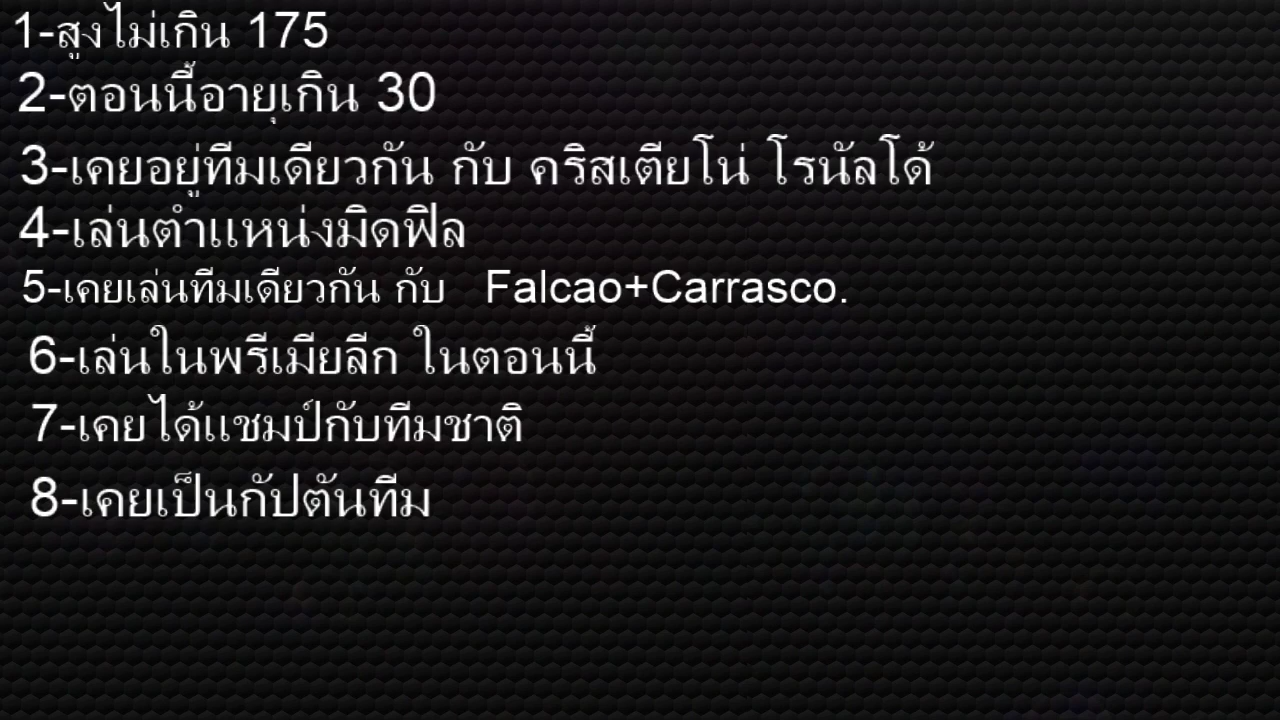 1-สูงไม่เกิน 175
2-ตอนนี้อายุเกิน 30
3-เคยอยู่ทีมเดียวกัน กับ คริสเตียโน่ โรนัลโด้
4-เล่นตำแหน่งมิดฟิล
5-เคยเล่นทีมเดียวกัน กับ Falcao+Carrasco.
6-เล่นในพรีเมียลีก ในตอนนี้
7-เคยได้แชมป์กับทีมชาติ
8-เคยเป็นกัปตันทีม